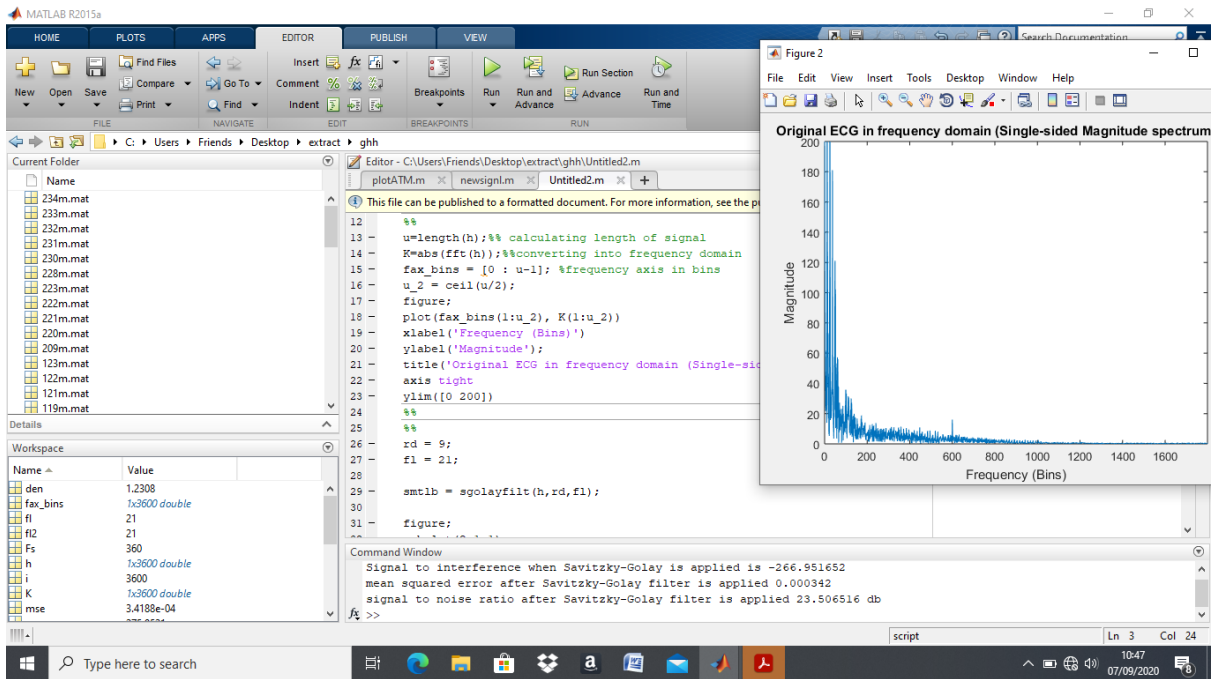 MATLAB R2015a
HOME PLOTS APPS EDITOR PUBLISH VIEW Search Documentation
New Open Save Find Files Compare Print
Go To Find
Insert fx Comment Indent
Breakpoints Run Run and Advance Run Section Advance Run and Time
FILE NAVIGATE EDIT BREAKPOINTS RUN
C: Users Friends Desktop extract ghh
Current Folder
Name
234m.mat
233m.mat
232m.mat
231m.mat
230m.mat
228m.mat
223m.mat
222m.mat
221m.mat
220m.mat
209m.mat
123m.mat
122m.mat
121m.mat
119m.mat
Details
Workspace
Name Value
den 1.2308
fax_bins 1x3600 double
fl 21
fl2 21
Fs 360
h 1x3600 double
i 3600
K 1x3600 double
mse 3.4188e-04
Editor - C:\Users\Friends\Desktop\extract\ghh\Untitled2.m
plotATM.m newsignl.m Untitled2.m
This file can be published to a formatted document. For more information, see the
12 %%
13 – u=length(h);%% calculating length of signal
14 – K=abs(fft(h));%%converting into frequency domain
15 – fax_bins = [0 : u-1]; %frequency axis in bins
16 – u_2 = ceil(u/2);
17 – figure;
18 – plot(fax_bins(1:u_2), K(1:u_2))
19 – xlabel('Frequency (Bins)')
20 – ylabel('Magnitude');
21 – title('Original ECG in frequency domain (Single-sid
22 – axis tight
23 – ylim([0 200])
24 %%
25 %%
26 – rd = 9;
27 – fl = 21;
28
29 – smtlb = sgolayfilt(h,rd,fl);
30
31 – figure;
Command Window
Signal to interference when Savitzky-Golay is applied is -266.951652
mean squared error after Savitzky-Golay filter is applied 0.000342
signal to noise ratio after Savitzky-Golay filter is applied 23.506516 db
fx >>
script Ln 3 Col 24
Figure 2
File Edit View Insert Tools Desktop Window Help
Original ECG in frequency domain (Single-sided Magnitude spectrum
200
180
160
140
120
100
80
60
40
20
0
Magnitude
0 200 400 600 800 1000 1200 1400 1600
Frequency (Bins)
Type here to search
a
10:47
07/09/2020
8